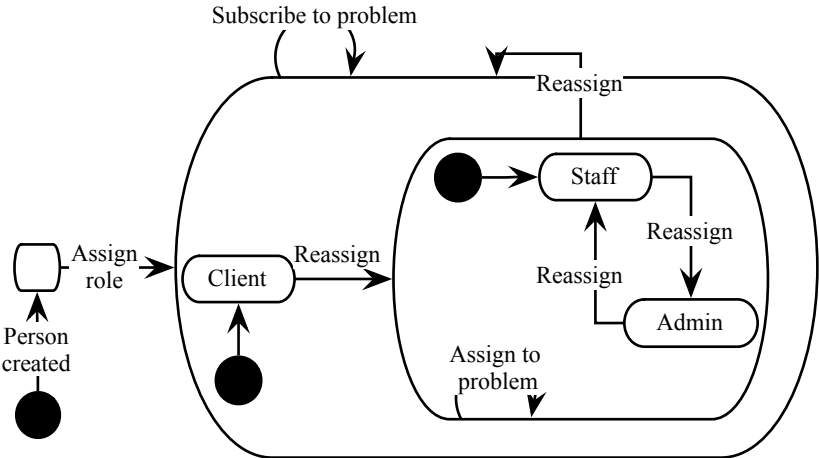 Subscribe to problem
Reassign
Staff
Assign
role
Reassign
Client
Reassign
Reassign
Admin
Person
created
Assign to
problem